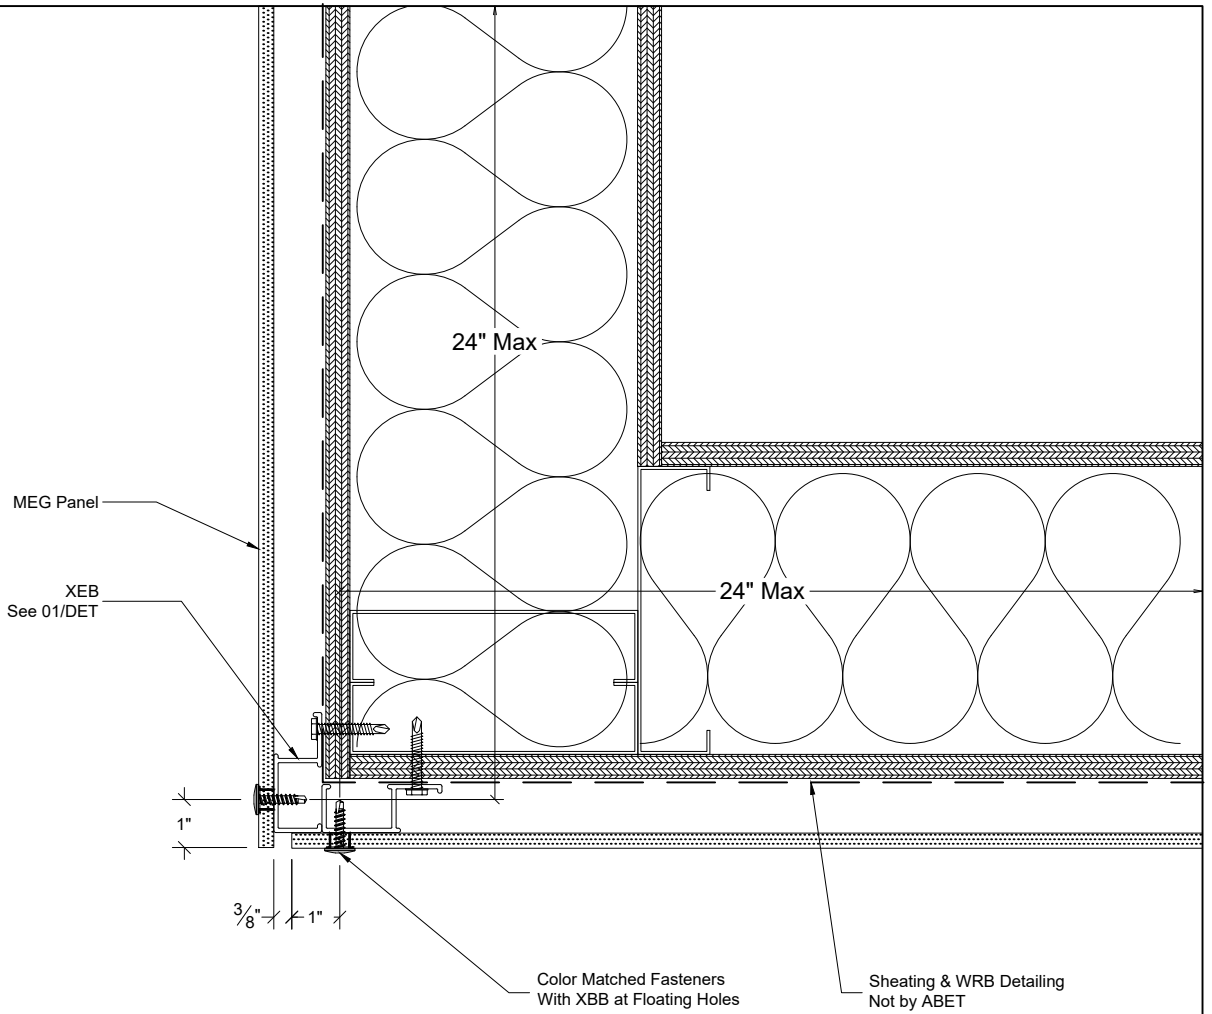 24" Max
MEG Panel
XEB
See 01/DET
24" Max
1"
3/8"
1"
Color Matched Fasteners
With XBB at Floating Holes
Sheating & WRB Detailing
Not by ABET